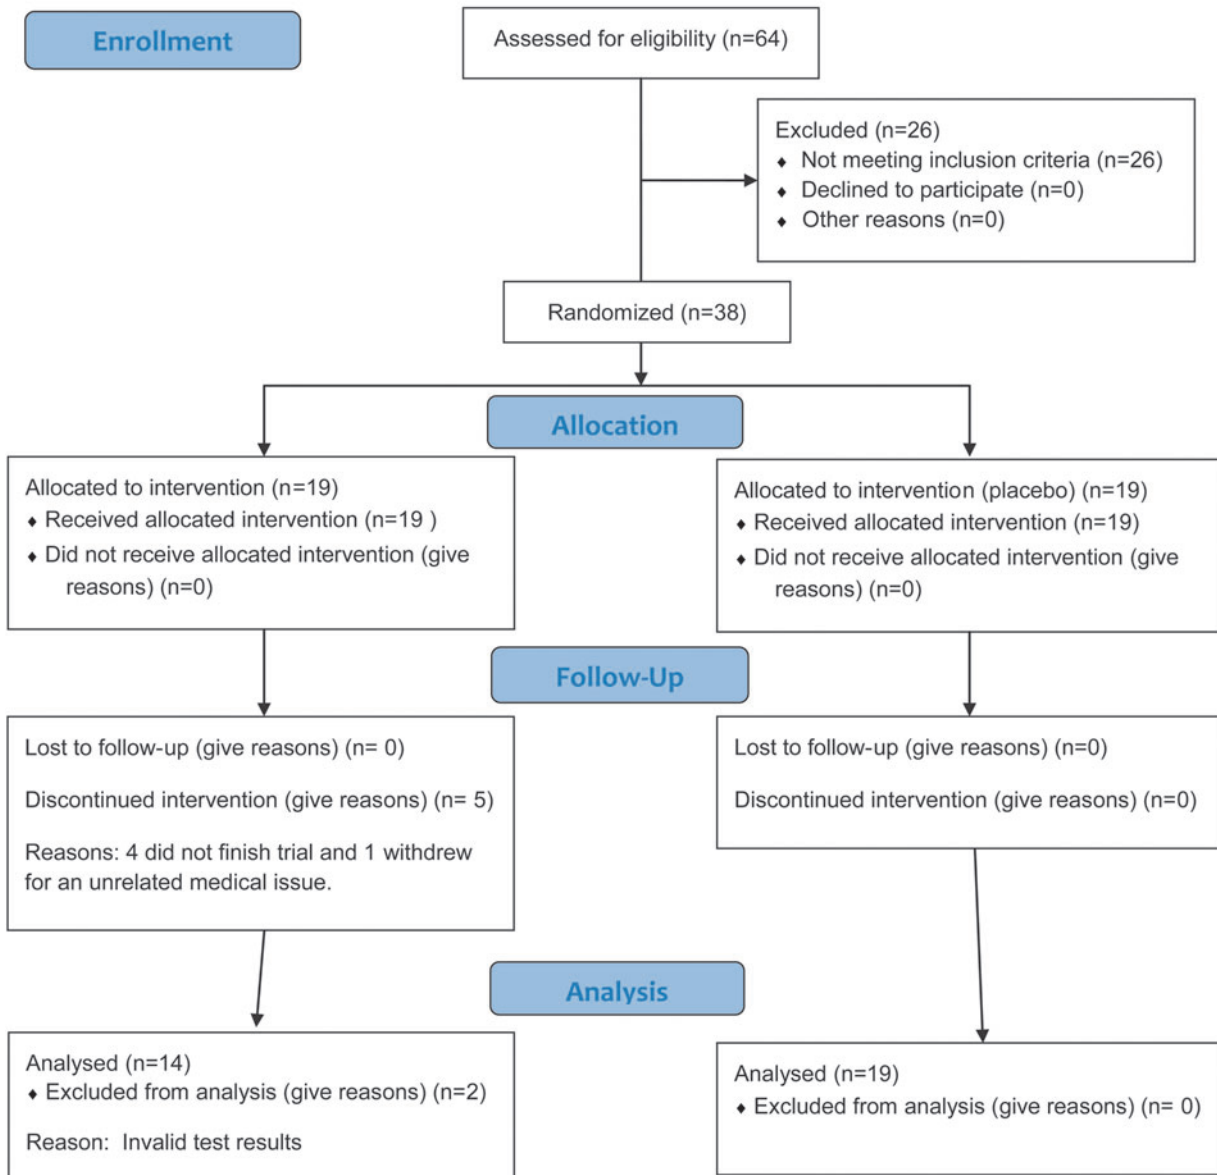 Enrollment
Assessed for eligibility (n=64)
Excluded (n=26)
♦ Not meeting inclusion criteria (n=26)
♦ Declined to participate (n=0)
♦ Other reasons (n=0)
Randomized (n=38)
Allocation
Allocated to intervention (n=19)
♦ Received allocated intervention (n=19 )
♦ Did not receive allocated intervention (give
reasons) (n=0)
Allocated to intervention (placebo) (n=19)
♦ Received allocated intervention (n=19)
♦ Did not receive allocated intervention (give
reasons) (n=0)
Follow-Up
Lost to follow-up (give reasons) (n= 0)
Discontinued intervention (give reasons) (n= 5)
Reasons: 4 did not finish trial and 1 withdrew
for an unrelated medical issue.
Lost to follow-up (give reasons) (n=0)
Discontinued intervention (give reasons) (n=0)
Analysis
Analysed (n=14)
♦ Excluded from analysis (give reasons) (n=2)
Reason: Invalid test results
Analysed (n=19)
♦ Excluded from analysis (give reasons) (n= 0)